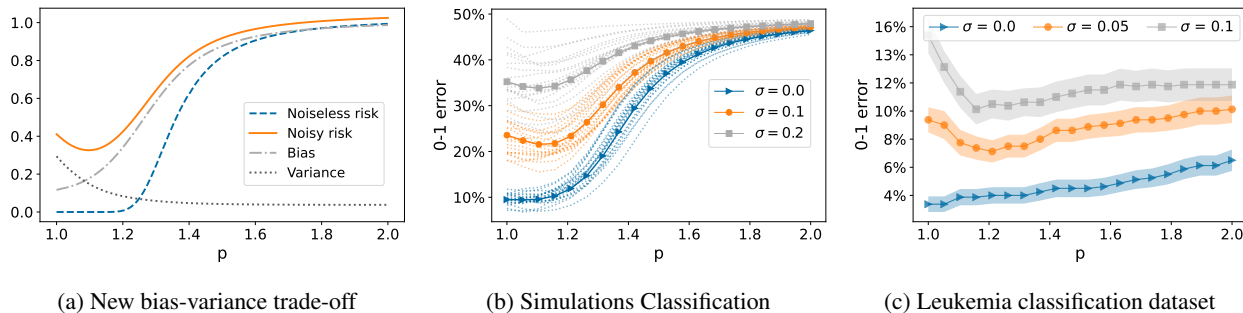 1.0
0.8
0.6
0.4
0.2
0.0
Noiseless risk
Noisy risk
Bias
Variance
1.0 1.2 1.4 1.6 1.8 2.0
p
(a) New bias-variance trade-off
50%
40%
30%
20%
10%
0-1 error
σ = 0.0
σ = 0.1
σ = 0.2
1.0 1.2 1.4 1.6 1.8 2.0
p
(b) Simulations Classification
16%
14%
12%
10%
8%
6%
4%
0-1 error
σ = 0.0 σ = 0.05 σ = 0.1
1.0 1.2 1.4 1.6 1.8 2.0
p
(c) Leukemia classification dataset